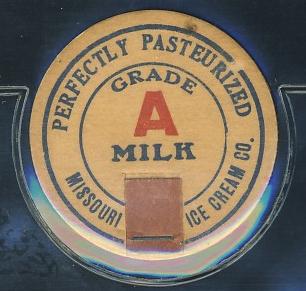 PERFECTLY PASTEURIZED
GRADE
A
MILK
MISSOURI ICE CREAM CO.